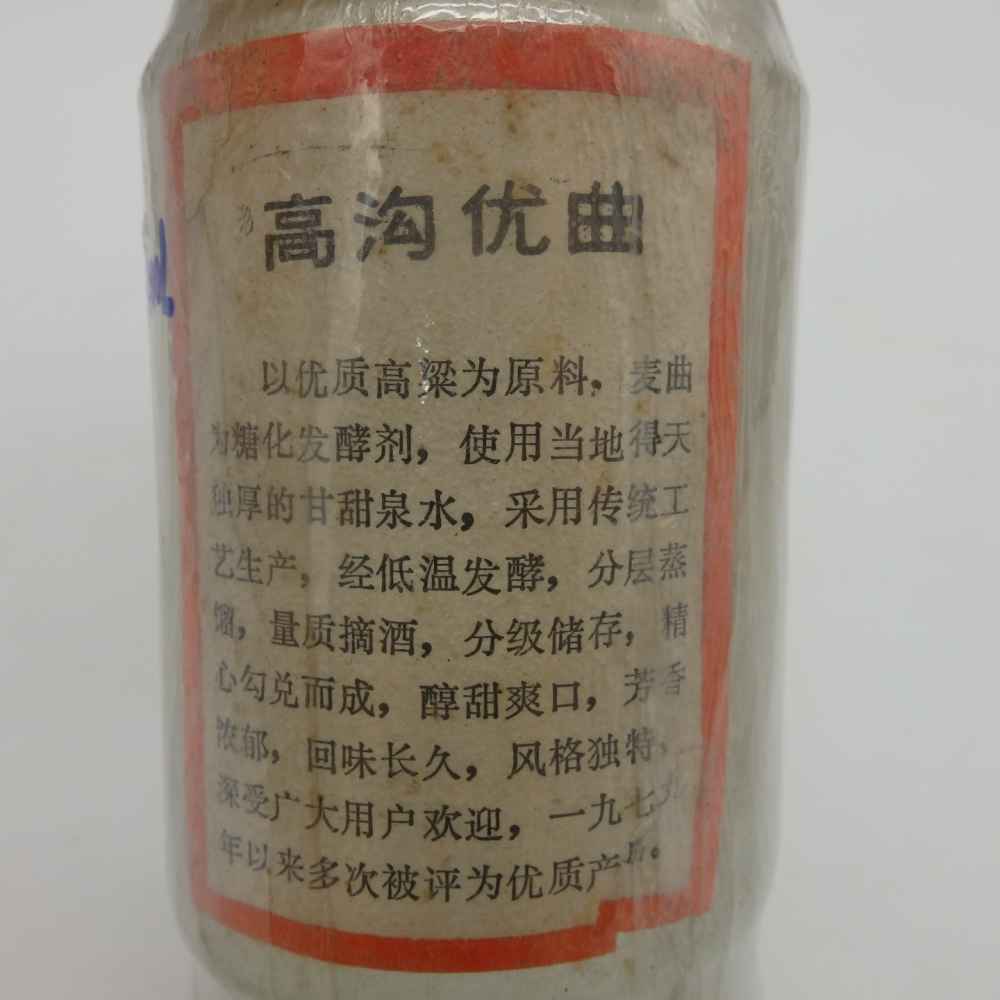 高沟优曲
以优质高粱为原料，麦曲
为糖化发酵剂，使用当地得天
独厚的甘甜泉水，采用传统工
艺生产，经低温发酵，分层蒸
馏，量质摘酒，分级储存，精
心勾兑而成，醇甜爽口，芳香
浓郁，回味长久，风格独特，
深受广大用户欢迎，一九七九
年以来多次被评为优质产品。